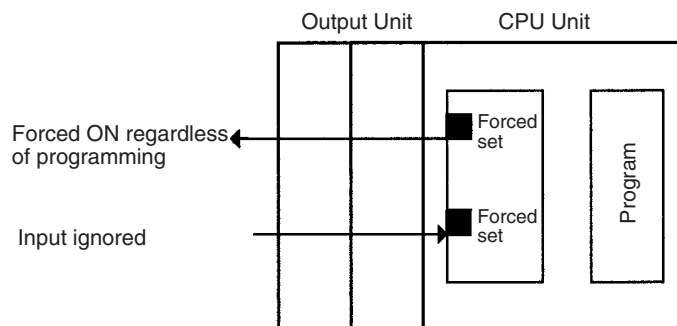 Output Unit
CPU Unit
Forced ON regardless
of programming
Forced
set
Program
Input ignored
Forced
set